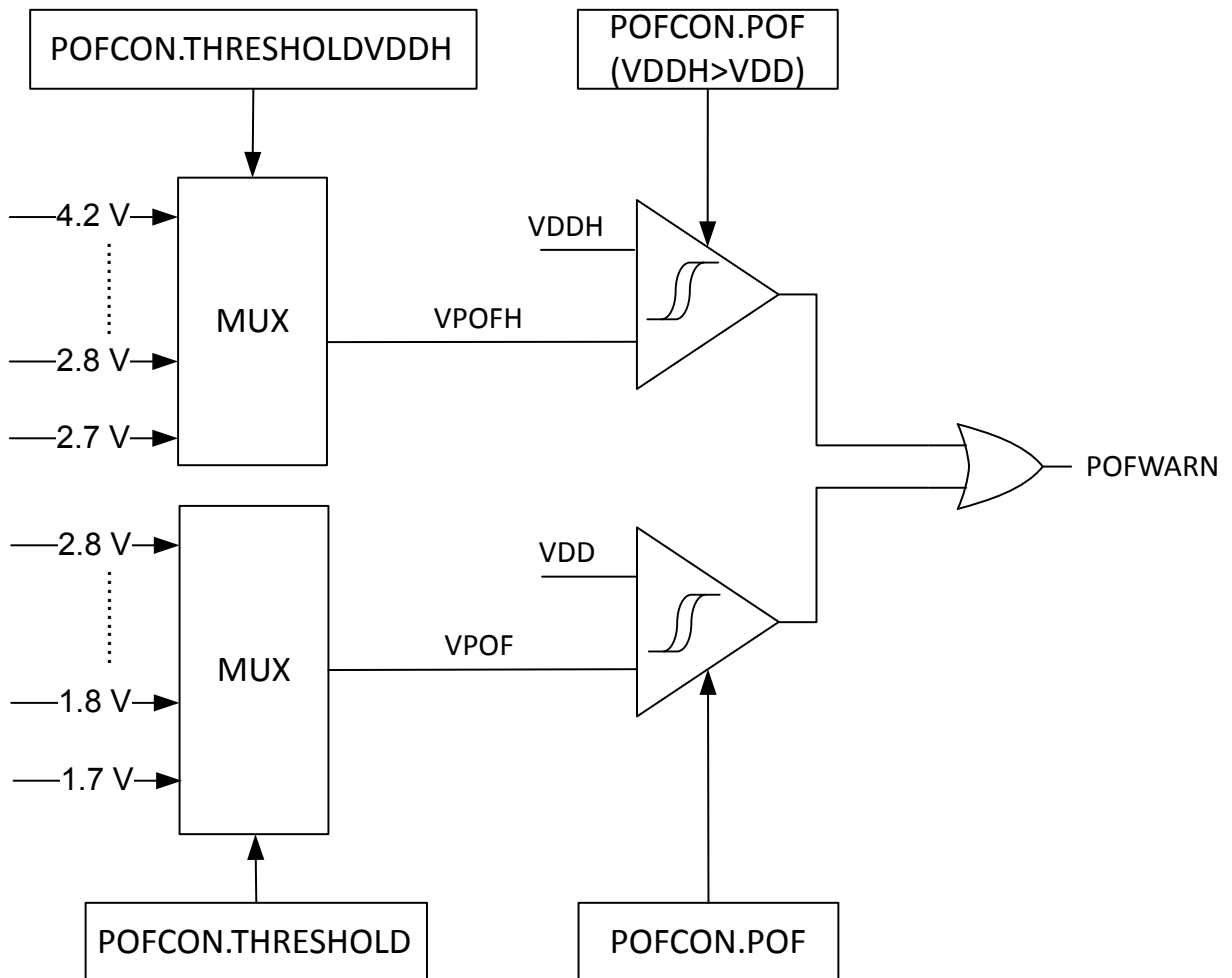 POFCON.THRESHOLDVDDH
POFCON.POF
(VDDH>VDD)
4.2 V
2.8 V
2.7 V
MUX
VDDH
VPOFH
POFWARN
2.8 V
1.8 V
1.7 V
MUX
VDD
VPOF
POFCON.THRESHOLD
POFCON.POF